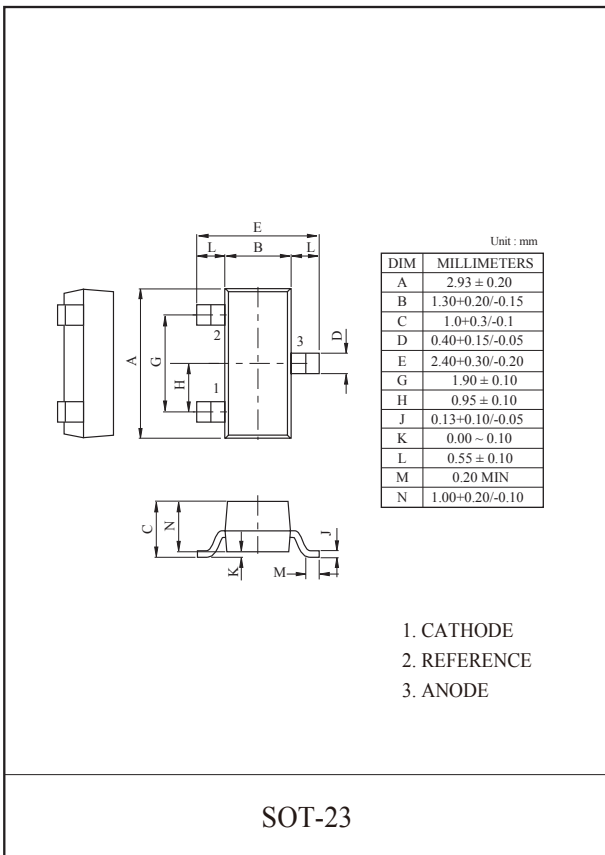 E
L B L
2
3
D
A
G
H
1
C
N
K
M
J
Unit : mm
DIM MILLIMETERS
A 2.93 ± 0.20
B 1.30+0.20/-0.15
C 1.0+0.3/-0.1
D 0.40+0.15/-0.05
E 2.40+0.30/-0.20
G 1.90 ± 0.10
H 0.95 ± 0.10
J 0.13+0.10/-0.05
K 0.00 ~ 0.10
L 0.55 ± 0.10
M 0.20 MIN
N 1.00+0.20/-0.10
1. CATHODE
2. REFERENCE
3. ANODE
SOT-23